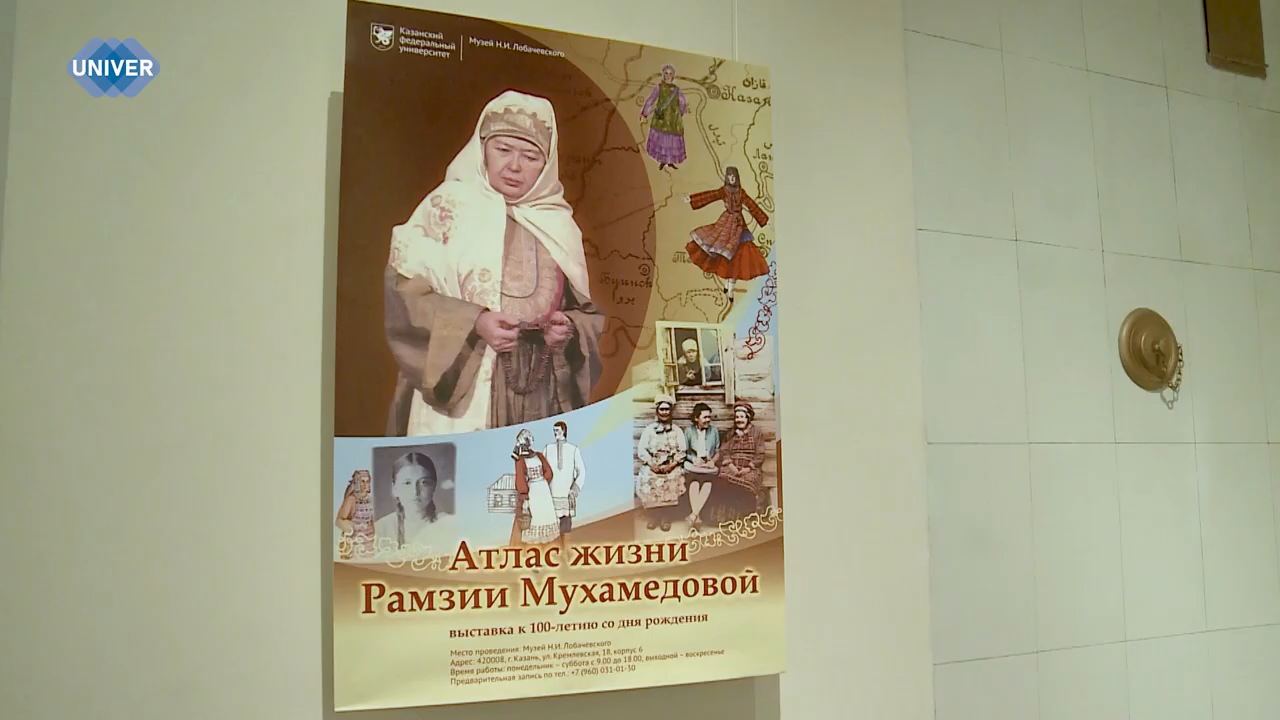 UNIVER
Казанский
федеральный
университет
Музей Н.И. Лобачевского
قازان
Казан
Буинск
Атлас жизни
Рамзии Мухамедовой
выставка к 100-летию со дня рождения
Место проведения: Музей Н.И. Лобачевского
Адрес: 420008, г. Казань, ул. Кремлевская, 18, корпус 6
Время работы: понедельник – суббота с 9.00 до 18.00, выходной – воскресенье
Предварительная запись по тел.: +7 (960) 031-01-30